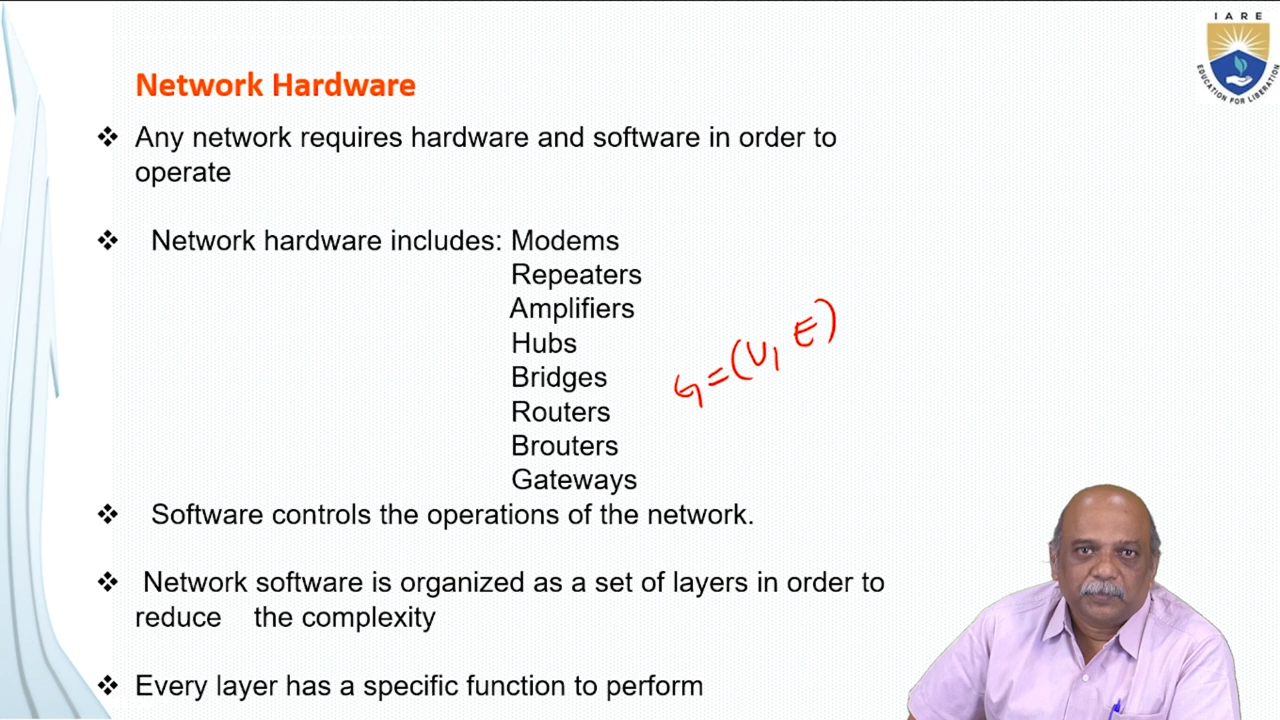 IARE
EDUCATION FOR LIBERATION
Network Hardware
❖ Any network requires hardware and software in order to
operate
❖ Network hardware includes: Modems
Repeaters
Amplifiers
Hubs
Bridges
Routers
Brouters
Gateways
G=(V, E)
❖ Software controls the operations of the network.
❖ Network software is organized as a set of layers in order to
reduce the complexity
❖ Every layer has a specific function to perform